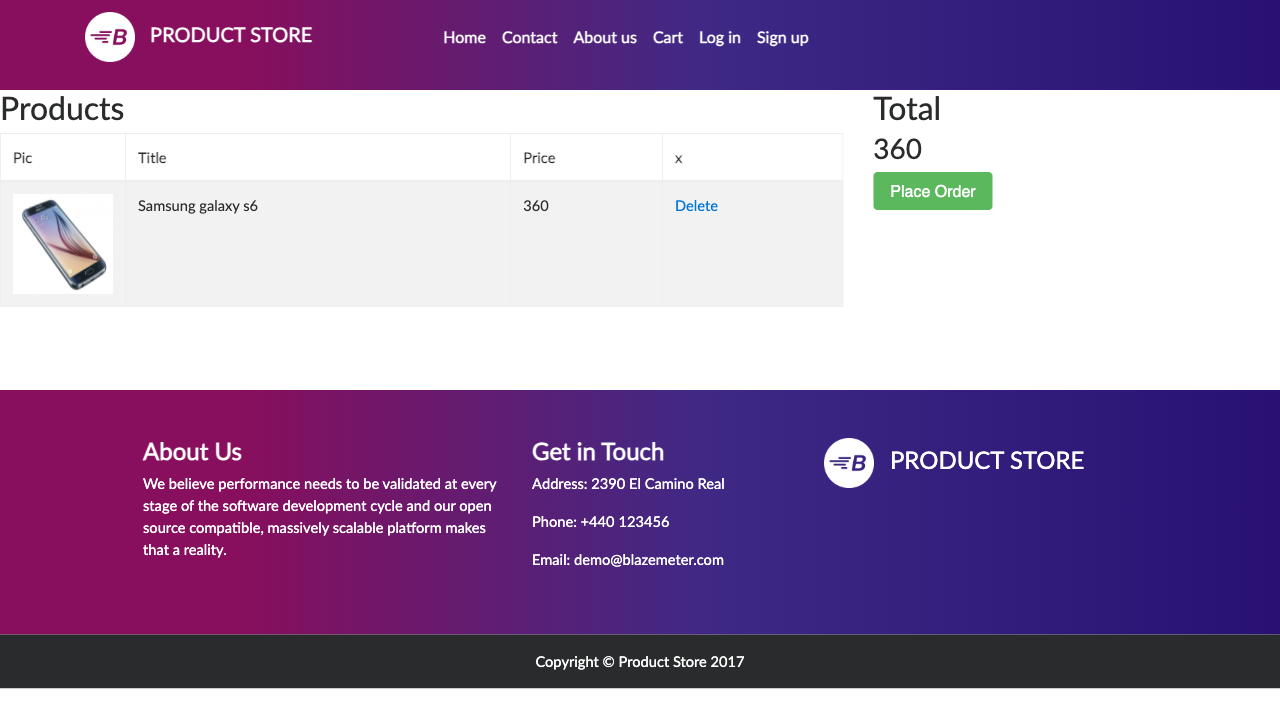 PRODUCT STORE
Home Contact About us Cart Log in Sign up
Products
Pic Title Price x
Samsung galaxy s6 360 Delete
Total
360
Place Order
About Us
We believe performance needs to be validated at every
stage of the software development cycle and our open
source compatible, massively scalable platform makes
that a reality.
Get in Touch
Address: 2390 El Camino Real
Phone: +440 123456
Email: demo@blazemeter.com
B PRODUCT STORE
Copyright © Product Store 2017